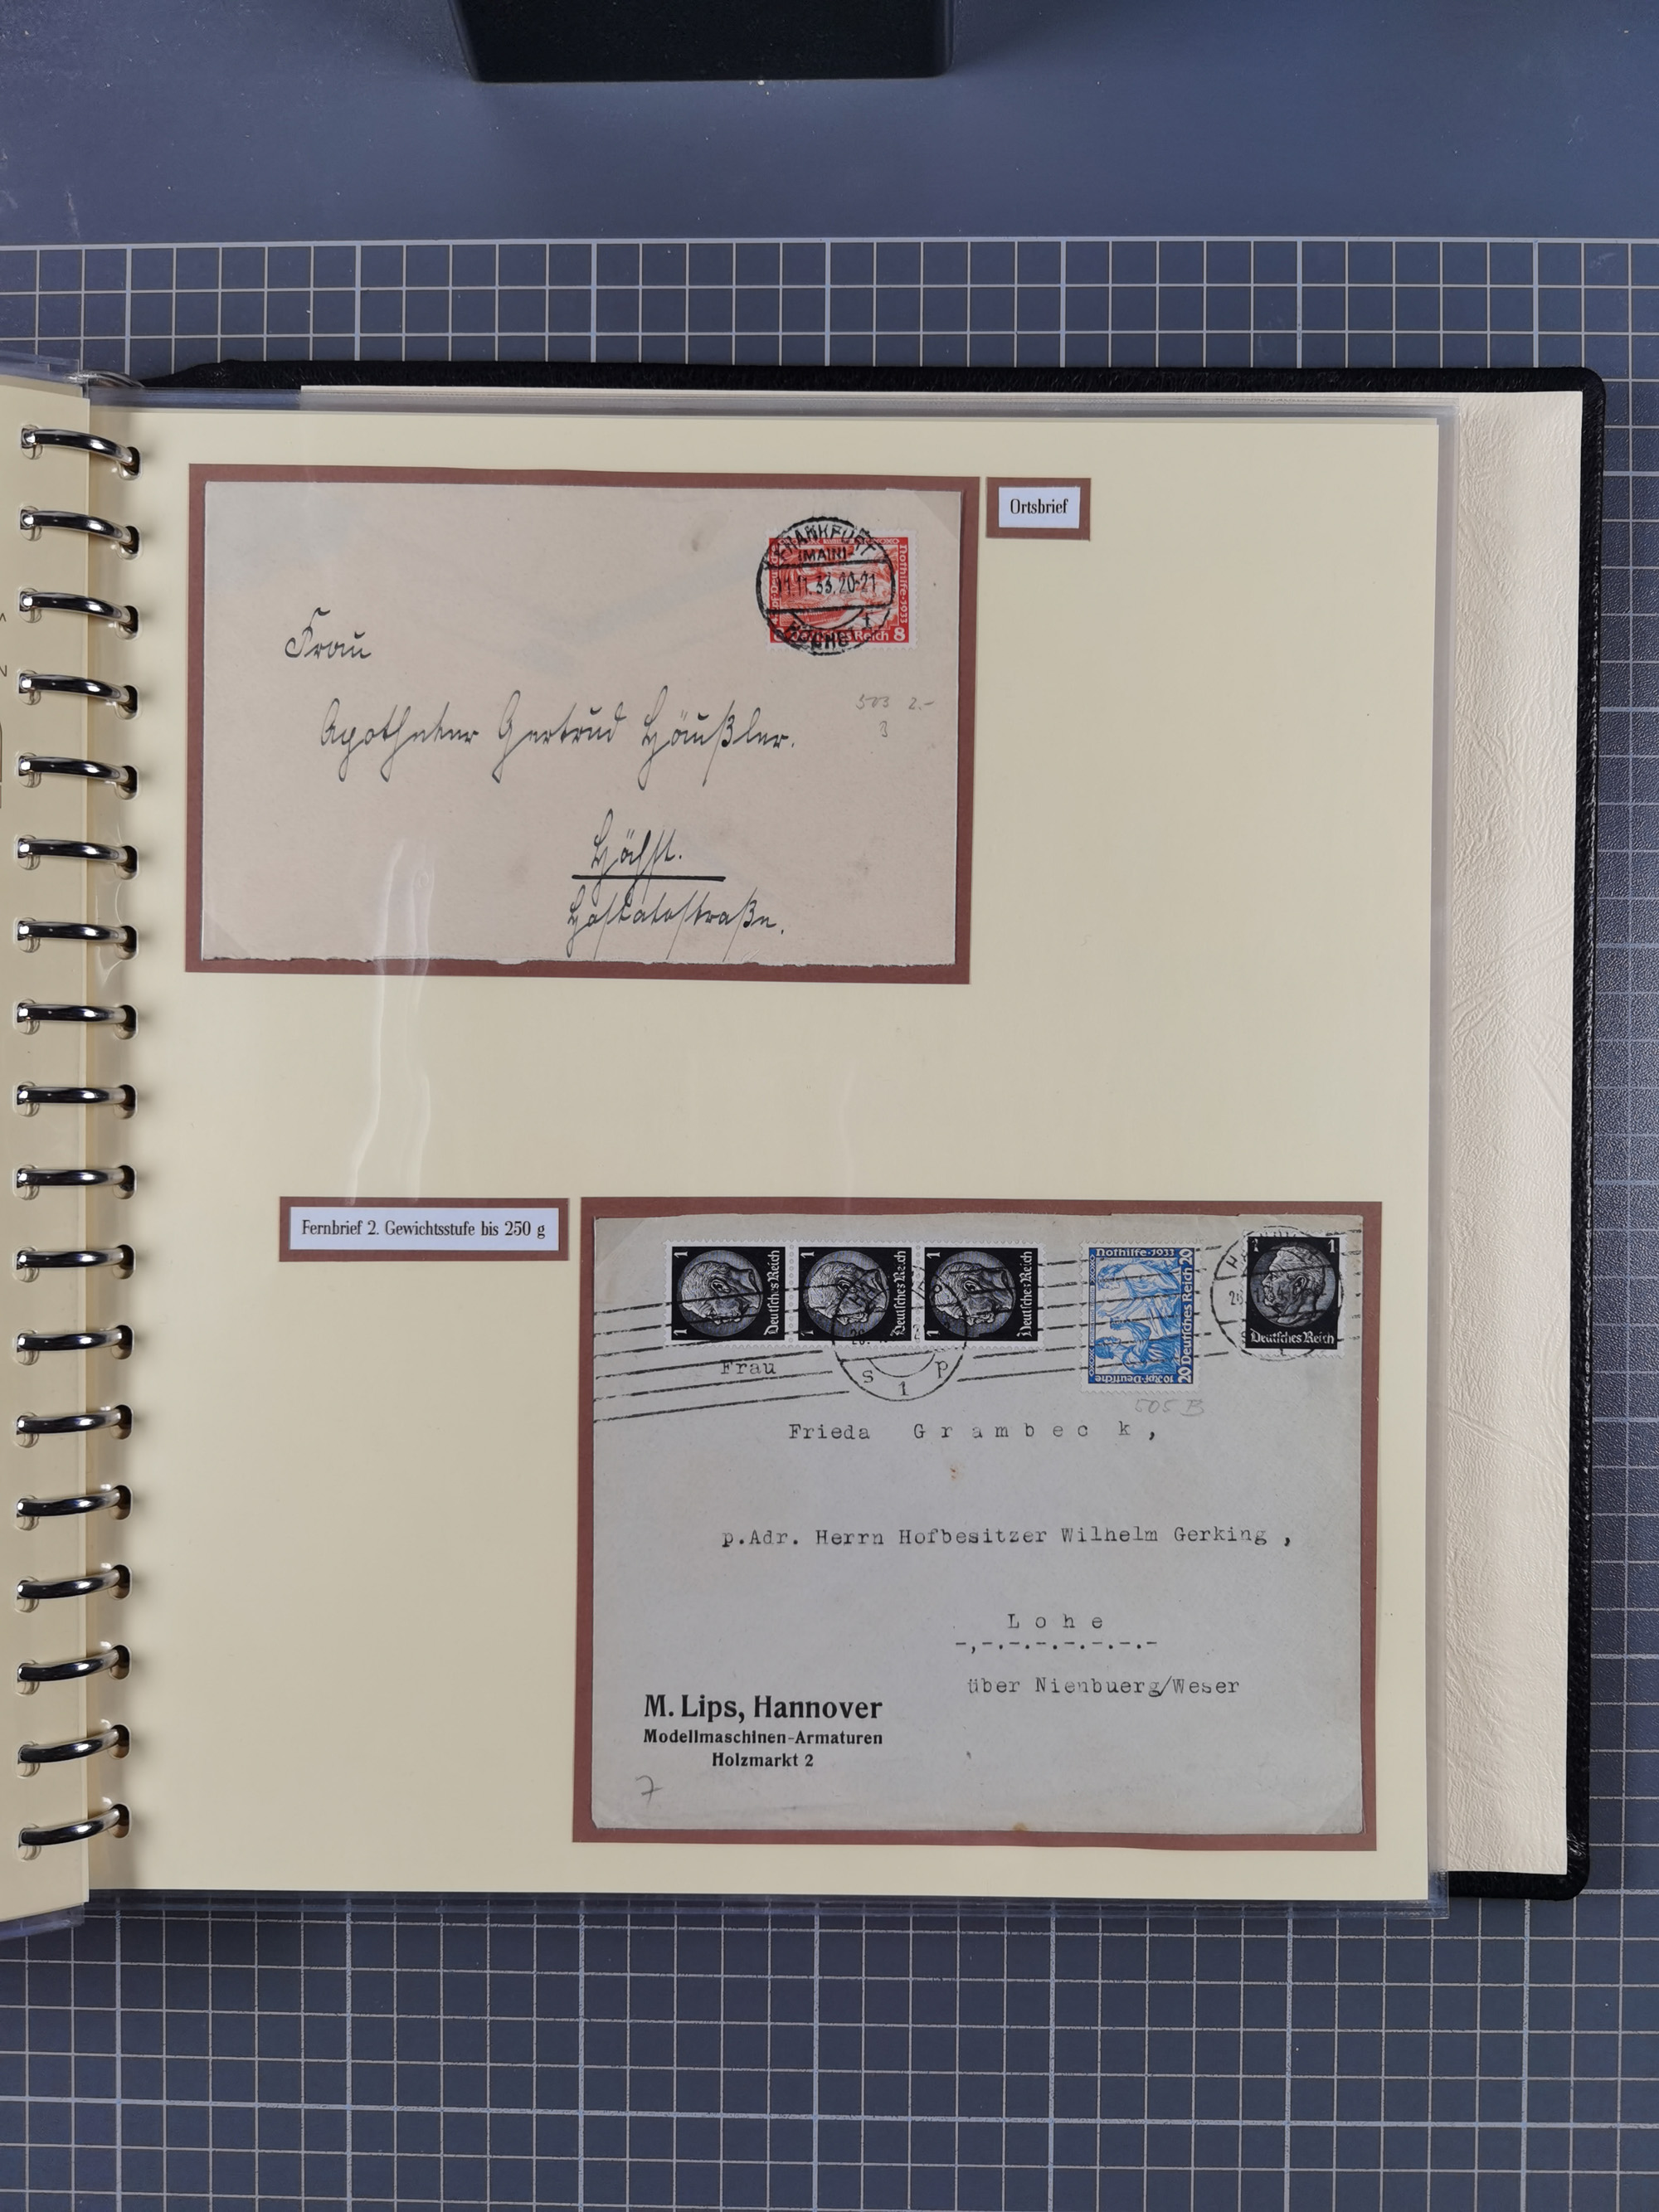 Ortsbrief
FRANKFURT
(MAIN)-
11.11.33.20-21
Nothilfe·1933
Reich 8
Frau
Apotheker Gertrud Häußler.
503 2.-
B
Höchst.
Hostatostraße.
Fernbrief 2. Gewichtsstufe bis 250 g
1 1 Deutsches Reich
1 1 Deutsches Reich
1 1 Deutsches Reich
Nothilfe·1933
20 Deutsches Reich 20
1 1
Deutsches Reich
s 1 p
505 B
Frau
Frieda G r a m b e c k ,
p.Adr. Herrn Hofbesitzer Wilhelm Gerking ,
L o h e
-,-.-.-.-.-.-.-
über Nienbuerg/Weser
M. Lips, Hannover
Modellmaschinen-Armaturen
Holzmarkt 2
7